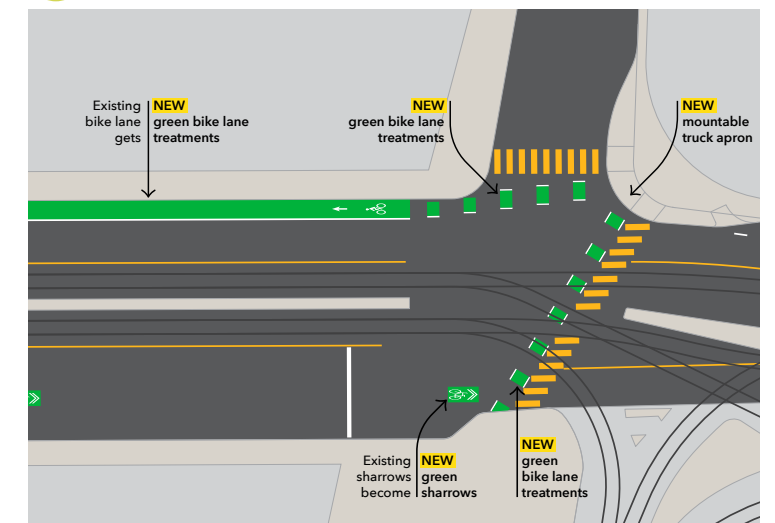 Existing NEW
bike lane green bike lane
gets treatments
NEW
green bike lane
treatments
NEW
mountable
truck apron
Existing NEW
sharrows green
become sharrows
NEW
green
bike lane
treatments